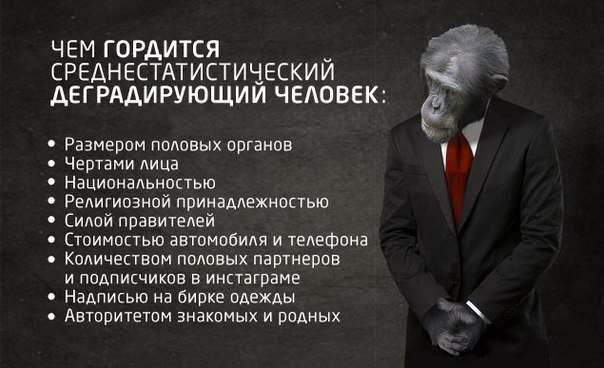 ЧЕМ ГОРДИТСЯ
СРЕДНЕСТАТИСТИЧЕСКИЙ
ДЕГРАДИРУЮЩИЙ ЧЕЛОВЕК:
• Размером половых органов
• Чертами лица
• Национальностью
• Религиозной принадлежностью
• Силой правителей
• Стоимостью автомобиля и телефона
• Количеством половых партнеров
и подписчиков в инстаграме
• Надписью на бирке одежды
• Авторитетом знакомых и родных